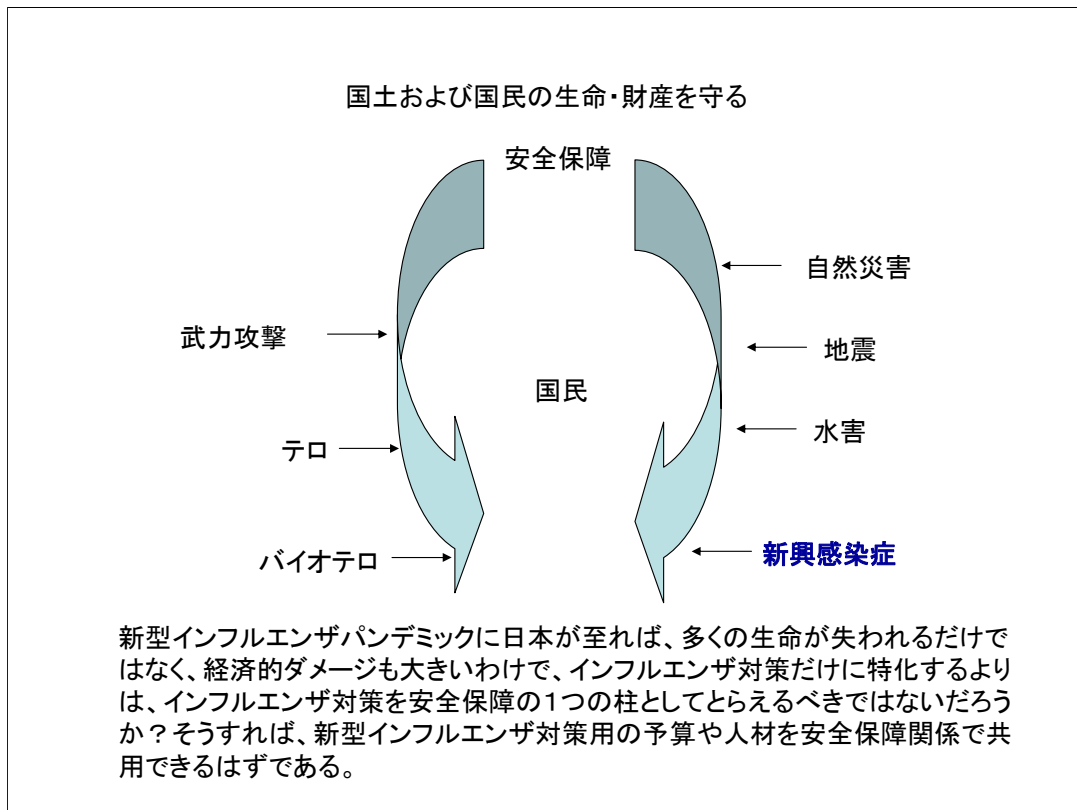 国土および国民の生命・財産を守る
安全保障
自然災害
武力攻撃
地震
国民
水害
テロ
新興感染症
バイオテロ
新型インフルエンザパンデミックに日本が至れば、多くの生命が失われるだけで
はなく、経済的ダメージも大きいわけで、インフルエンザ対策だけに特化するより
は、インフルエンザ対策を安全保障の１つの柱としてとらえるべきではないだろう
か？そうすれば、新型インフルエンザ対策用の予算や人材を安全保障関係で共
用できるはずである。